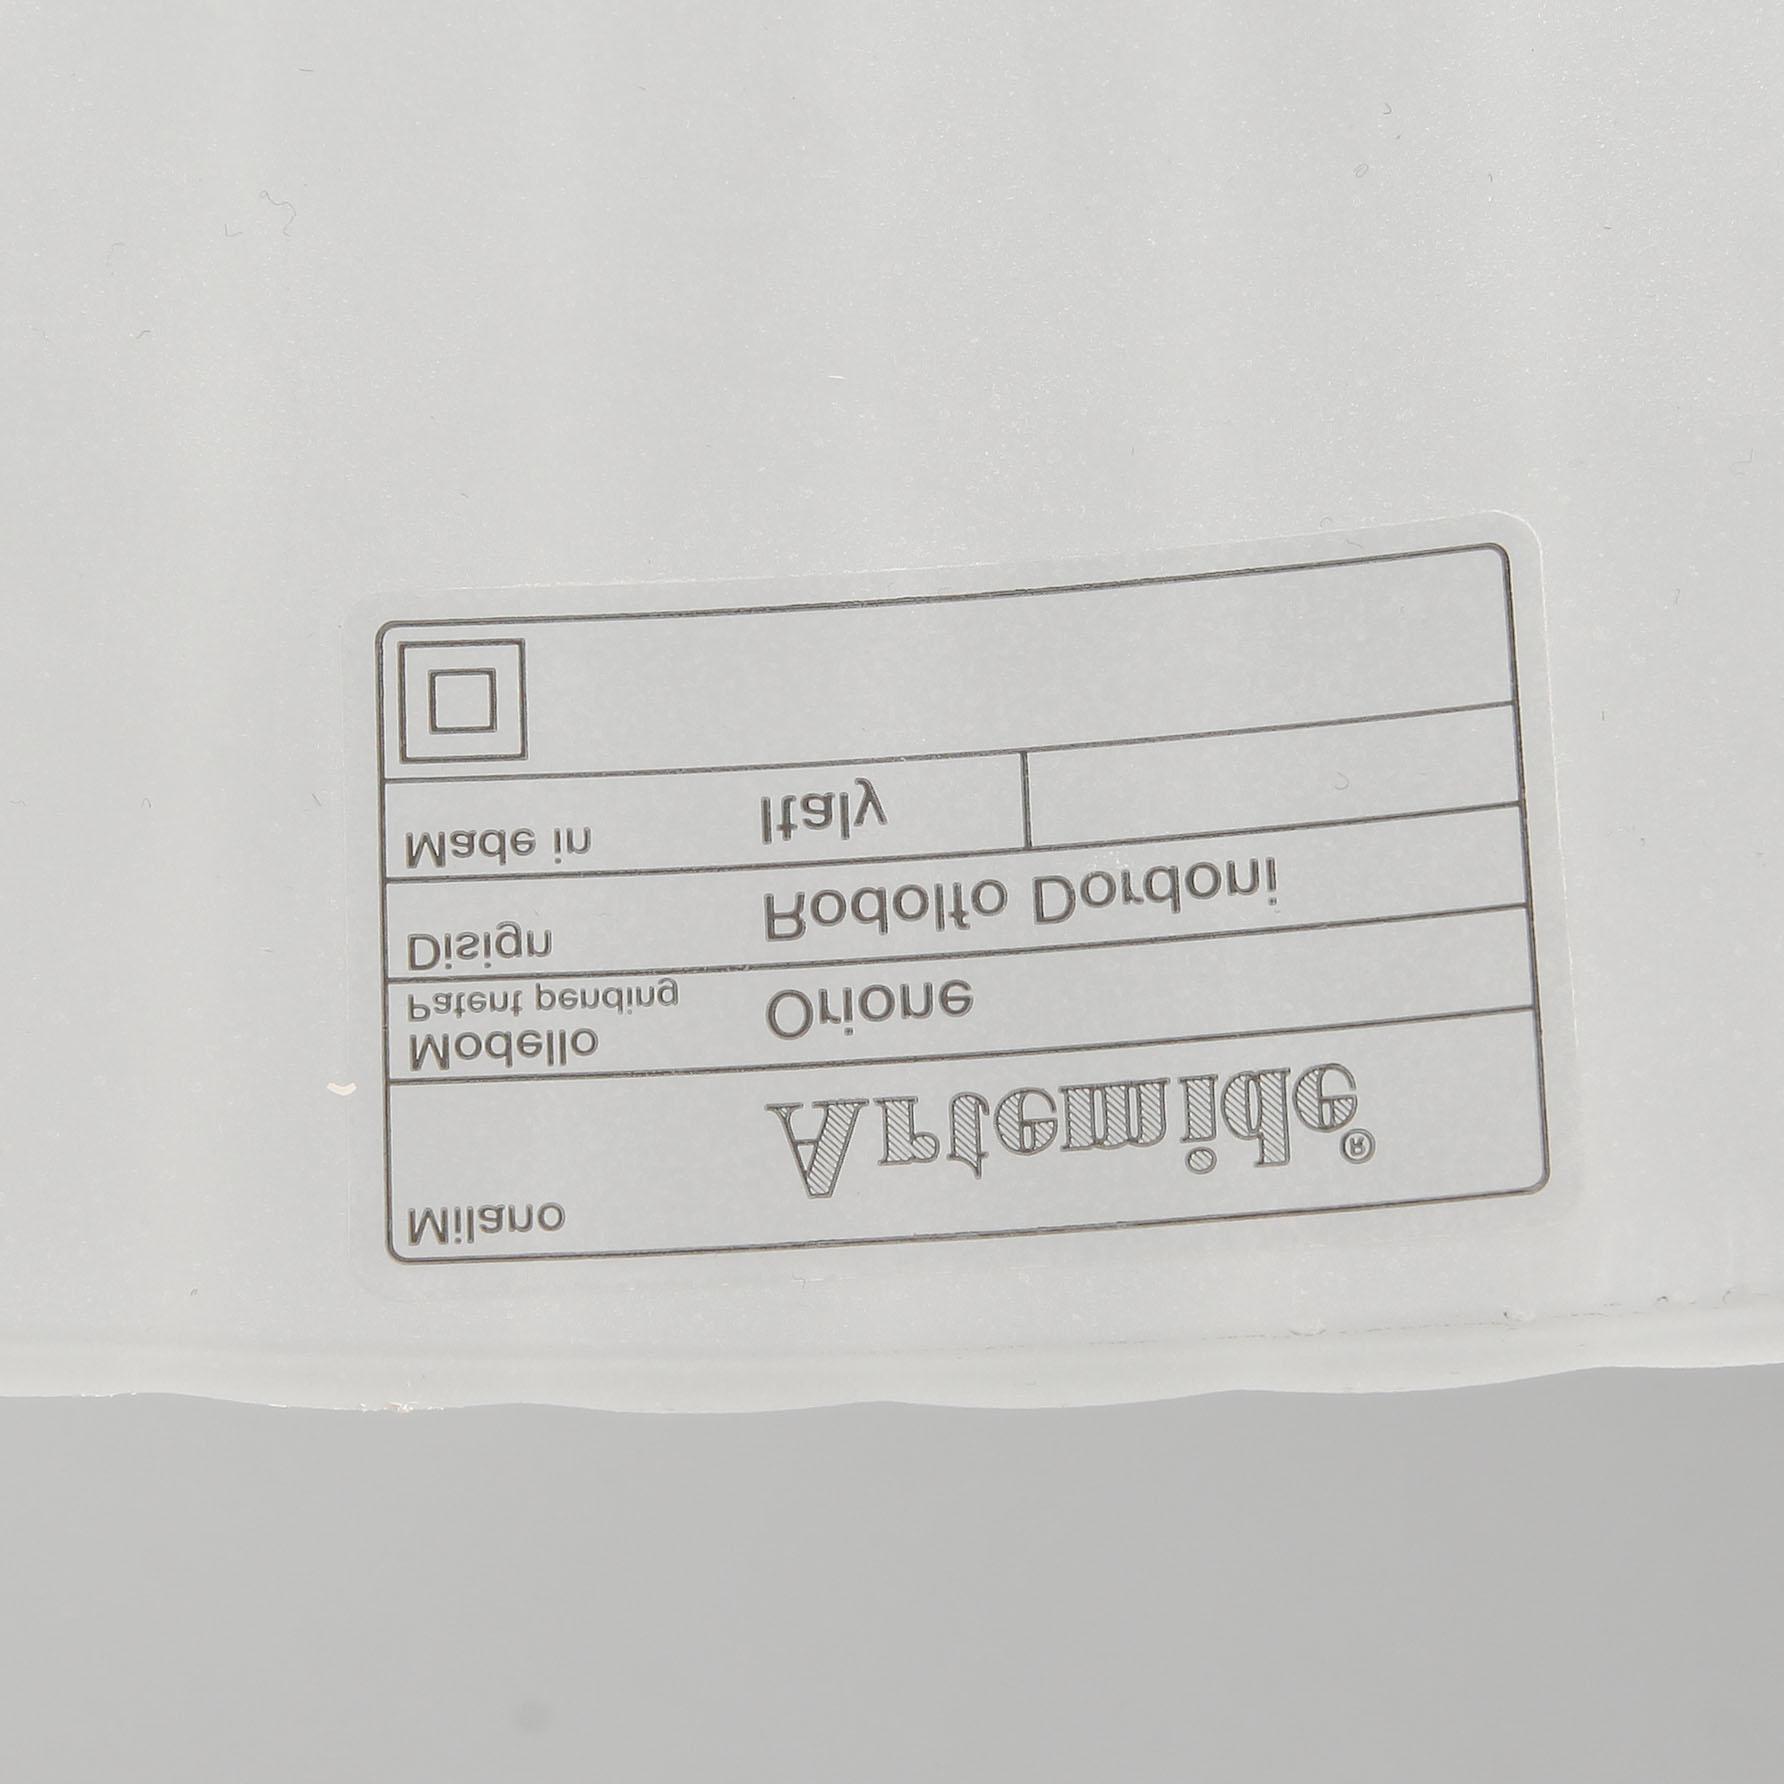 Milano Artemide®
Modello Orione
Patent pending
Disign Rodolfo Dordoni
Made in Italy